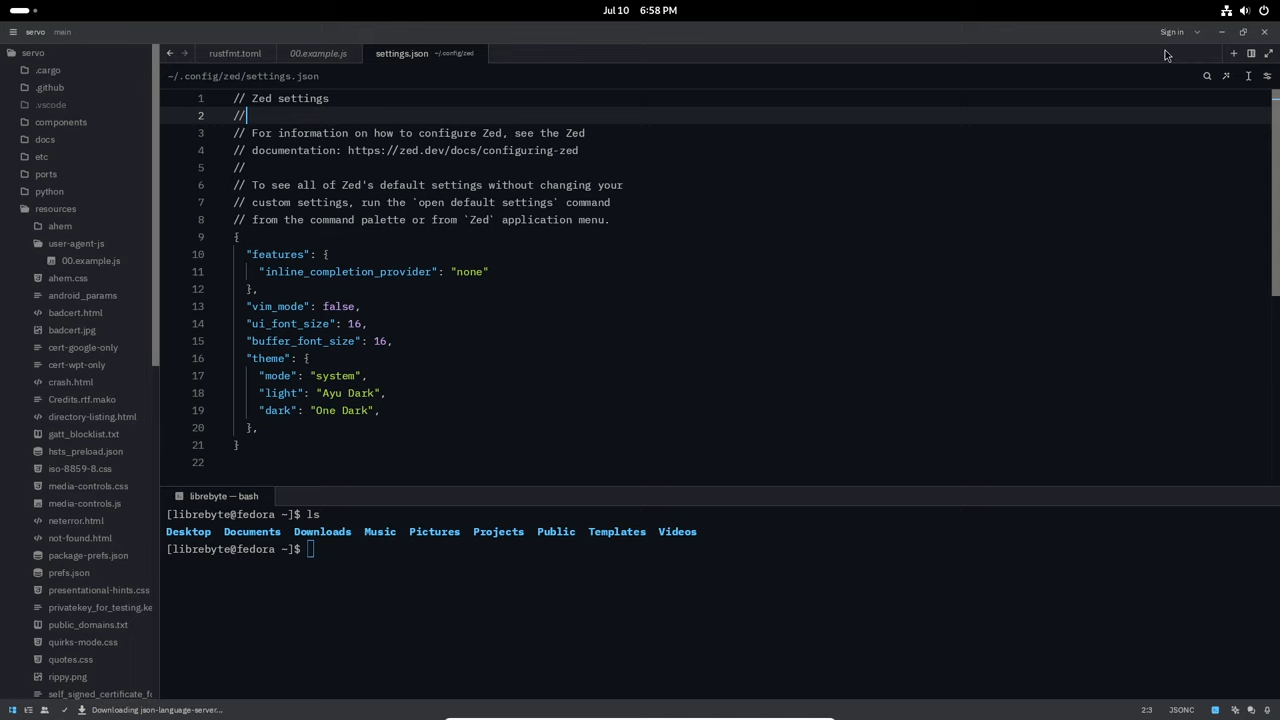 Jul 10 6:58 PM
servo main
Sign in
servo
.cargo
.github
.vscode
components
docs
etc
ports
python
resources
ahem
user-agent-js
00.example.js
ahem.css
android_params
badcert.html
badcert.jpg
cert-google-only
cert-wpt-only
crash.html
Credits.rtf.mako
directory-listing.html
gatt_blocklist.txt
hsts_preload.json
iso-8859-8.css
media-controls.css
media-controls.js
neterror.html
not-found.html
package-prefs.json
prefs.json
presentational-hints.css
privatekey_for_testing.ke
public_domains.txt
quirks-mode.css
quotes.css
rippy.png
self_signed_certificate_fo
rustfmt.toml 00.example.js settings.json ~/.config/zed
~/.config/zed/settings.json
1 // Zed settings
2 //
3 // For information on how to configure Zed, see the Zed
4 // documentation: https://zed.dev/docs/configuring-zed
5 //
6 // To see all of Zed's default settings without changing your
7 // custom settings, run the `open default settings` command
8 // from the command palette or from `Zed` application menu.
9 {
10 "features": {
11 "inline_completion_provider": "none"
12 },
13 "vim_mode": false,
14 "ui_font_size": 16,
15 "buffer_font_size": 16,
16 "theme": {
17 "mode": "system",
18 "light": "Ayu Dark",
19 "dark": "One Dark",
20 },
21 }
22
librebyte — bash
[librebyte@fedora ~]$ ls
Desktop Documents Downloads Music Pictures Projects Public Templates Videos
[librebyte@fedora ~]$
Downloading json-language-server...
2:3 JSONC